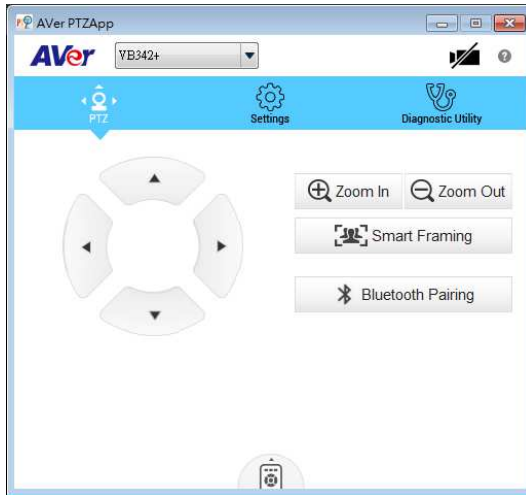 AVer PTZApp
AVer VB342+
PTZ Settings Diagnostic Utility
Zoom In Zoom Out
Smart Framing
Bluetooth Pairing